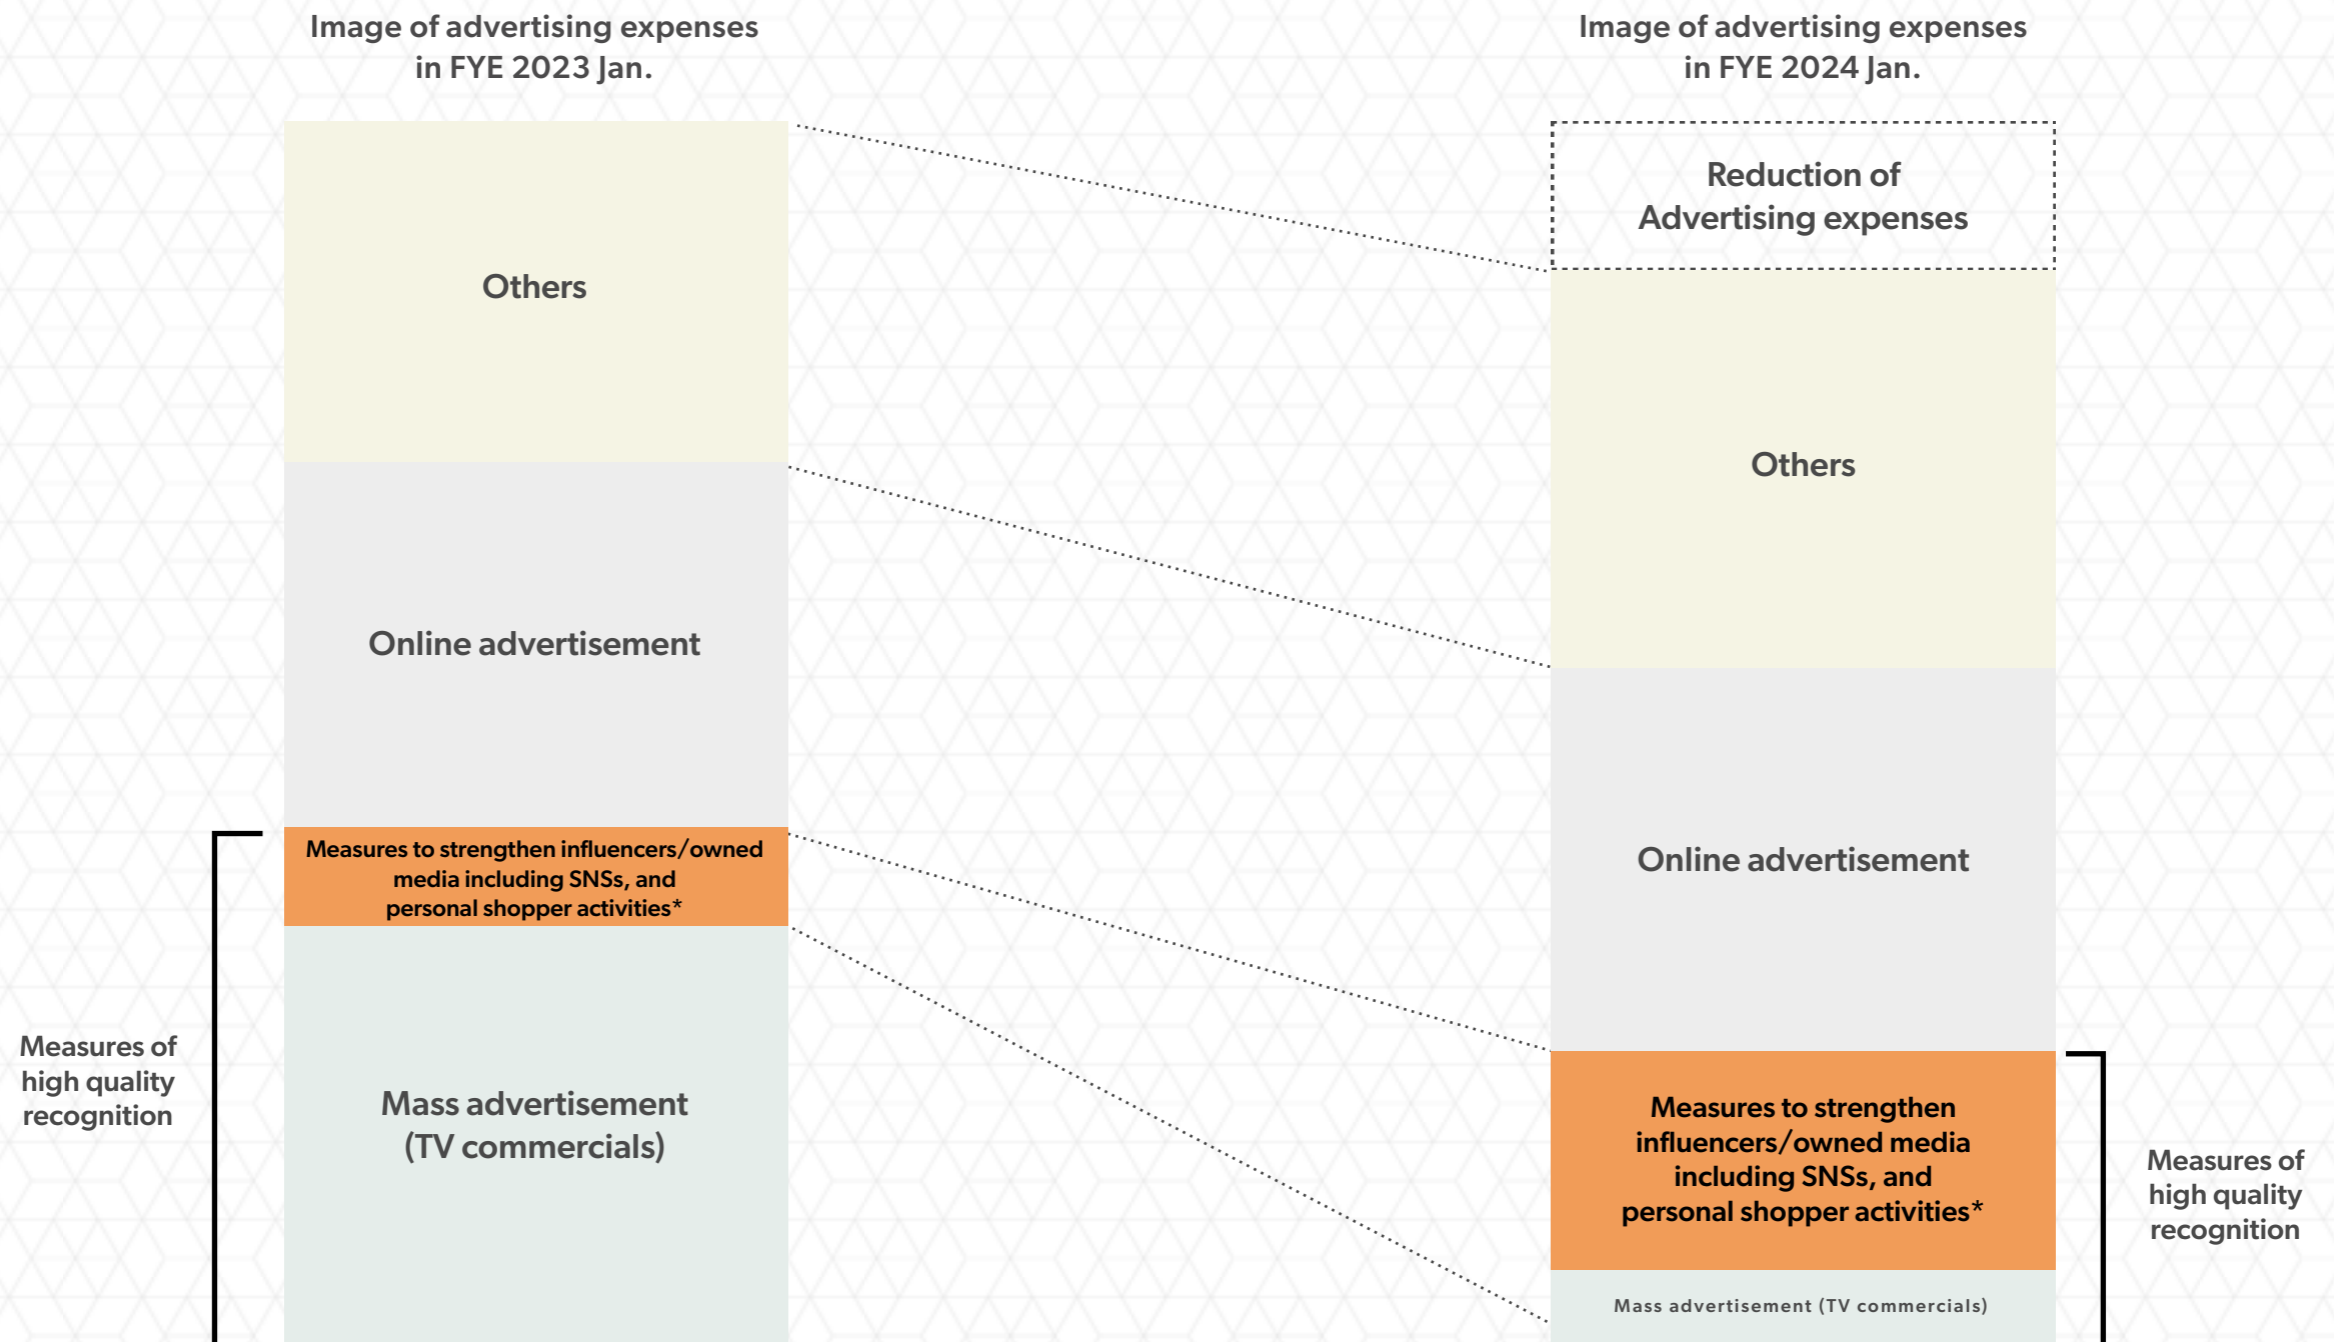 Image of advertising expenses
in FYE 2023 Jan.
Others
Online advertisement
Measures to strengthen influencers/owned
media including SNSs, and
personal shopper activities*
Mass advertisement
(TV commercials)
Measures of
high quality
recognition
Image of advertising expenses
in FYE 2024 Jan.
Reduction of
Advertising expenses
Others
Online advertisement
Measures to strengthen
influencers/owned media
including SNSs, and
personal shopper activities*
Mass advertisement (TV commercials)
Measures of
high quality
recognition